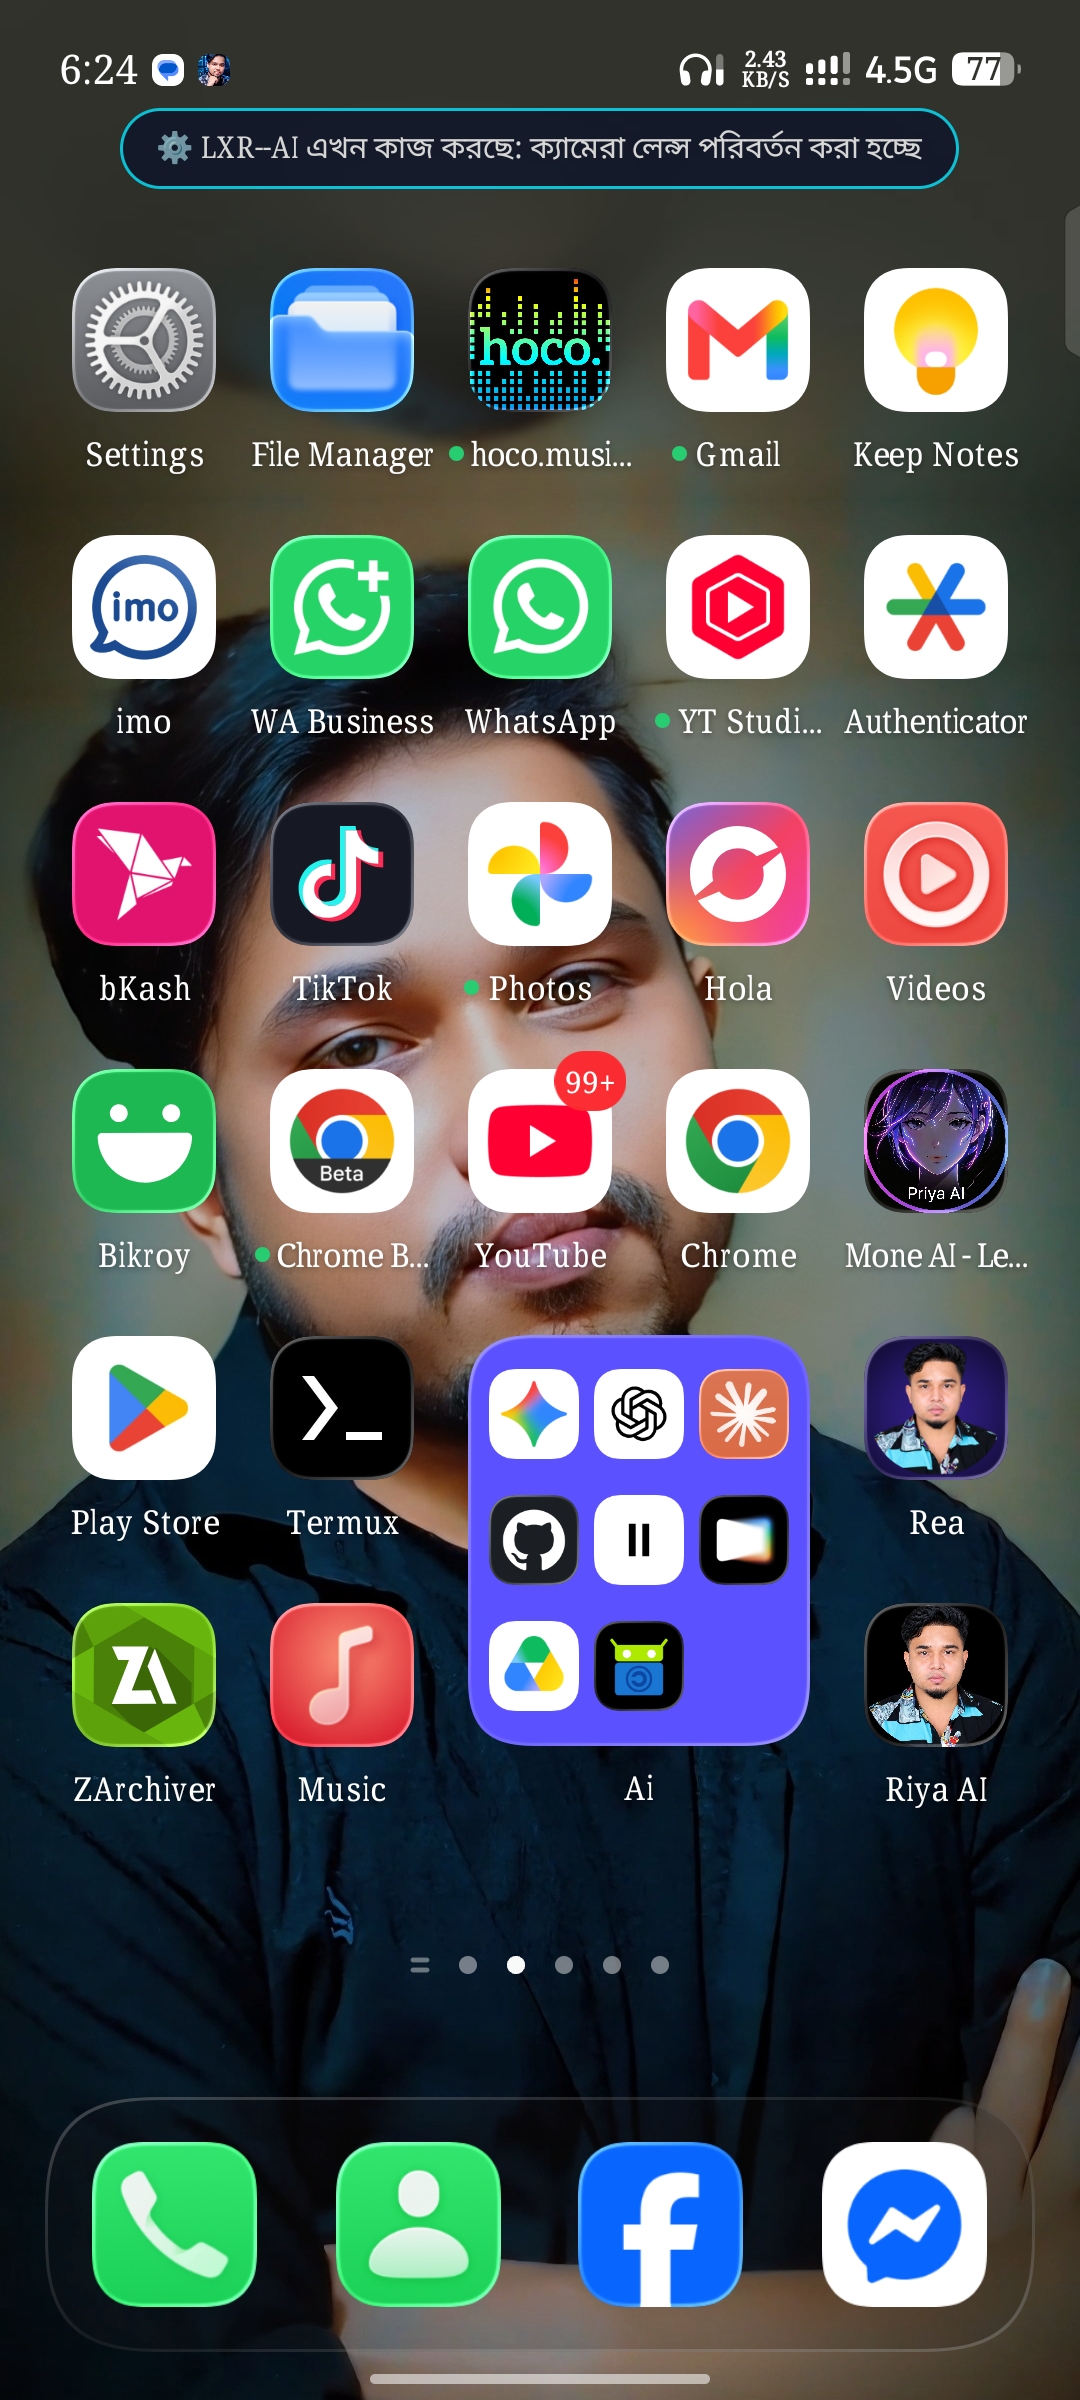 6:24
2.43
KB/S
4.5G
77
LXR--AI এখন কাজ করছে: ক্যামেরা লেন্স পরিবর্তন করা হচ্ছে
hoco.
Settings File Manager hoco.musi... Gmail Keep Notes
imo
imo WA Business WhatsApp YT Studi... Authenticator
bKash TikTok Photos Hola Videos
99+
Beta
Priya AI
Bikroy Chrome B... YouTube Chrome Mone AI - Le...
Play Store Termux Rea
ZA
ZArchiver Music Ai Riya AI